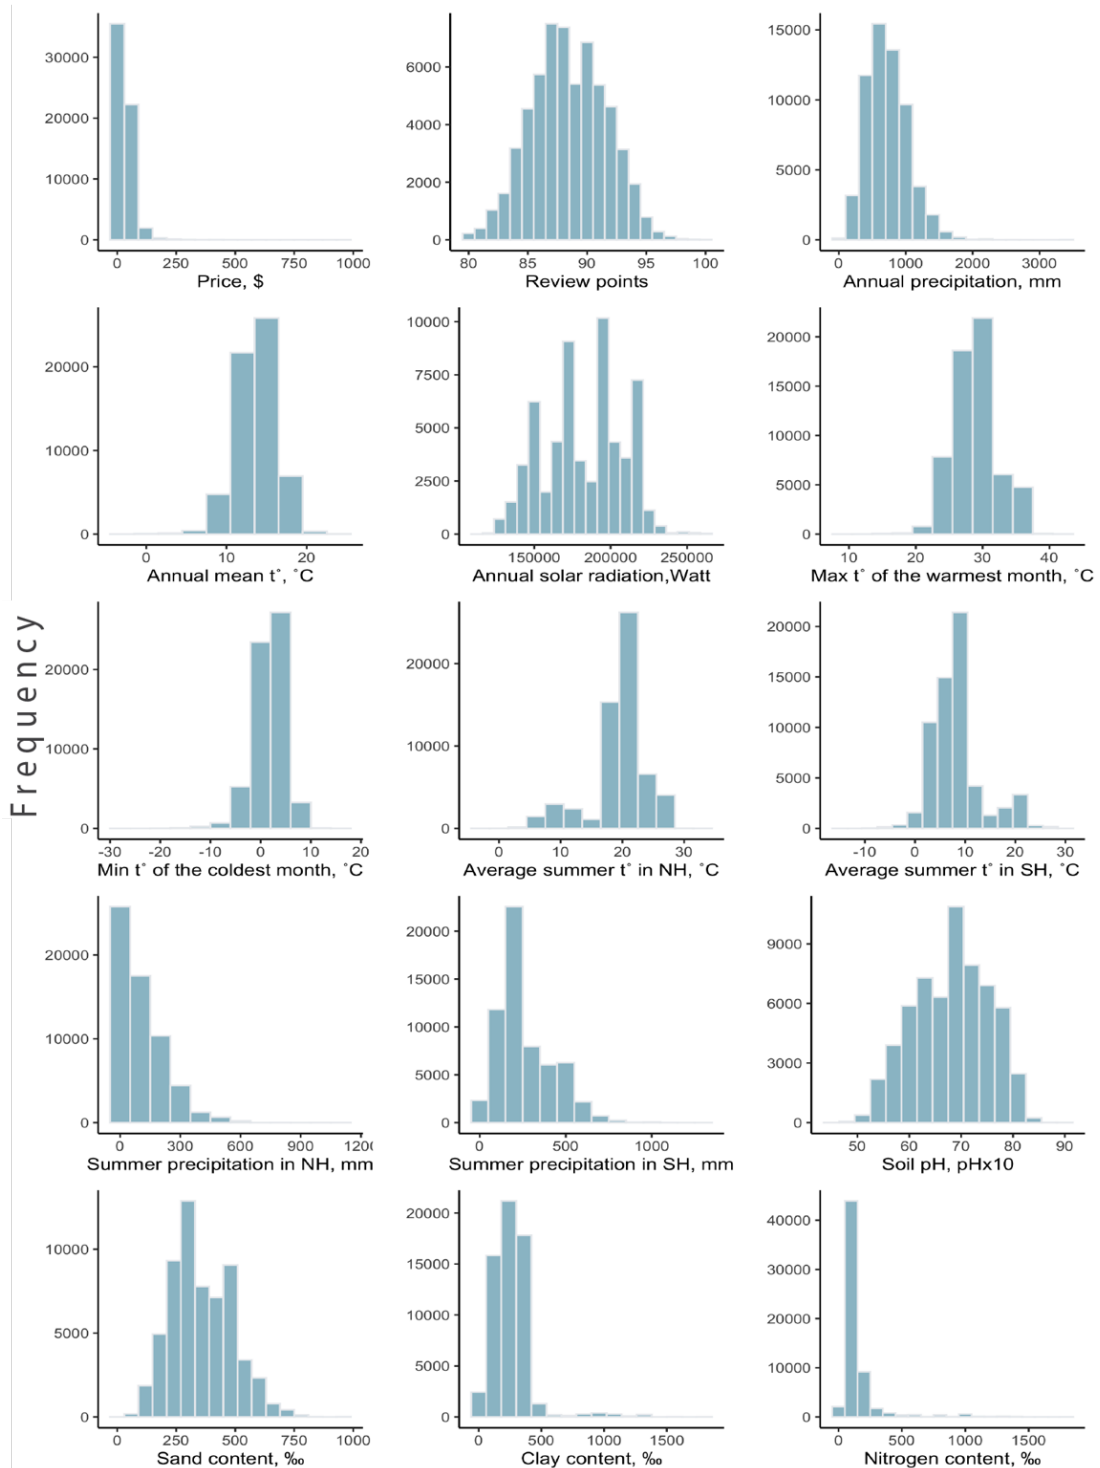 30000
20000
10000
0
0 250 500 750 1000
Price, $
6000
4000
2000
0
80 85 90 95 100
Review points
15000
10000
5000
0
0 1000 2000 3000
Annual precipitation, mm
20000
10000
0
0 10 20
Annual mean t˚, ˚C
10000
7500
5000
2500
0
150000 200000 250000
Annual solar radiation,Watt
20000
15000
10000
5000
0
10 20 30 40
Max t˚ of the warmest month, ˚C
Frequency
20000
10000
0
-30 -20 -10 0 10 20
Min t˚ of the coldest month, ˚C
20000
10000
0
0 10 20 30
Average summer t˚ in NH, ˚C
20000
15000
10000
5000
0
-10 0 10 20 30
Average summer t˚ in SH, ˚C
20000
10000
0
0 300 600 900 1200
Summer precipitation in NH, mm
20000
15000
10000
5000
0
0 500 1000
Summer precipitation in SH, mm
9000
6000
3000
0
50 60 70 80 90
Soil pH, pHx10
10000
5000
0
0 250 500 750 1000
Sand content, ‰
20000
15000
10000
5000
0
0 500 1000 1500
Clay content, ‰
40000
30000
20000
10000
0
0 500 1000 1500
Nitrogen content, ‰